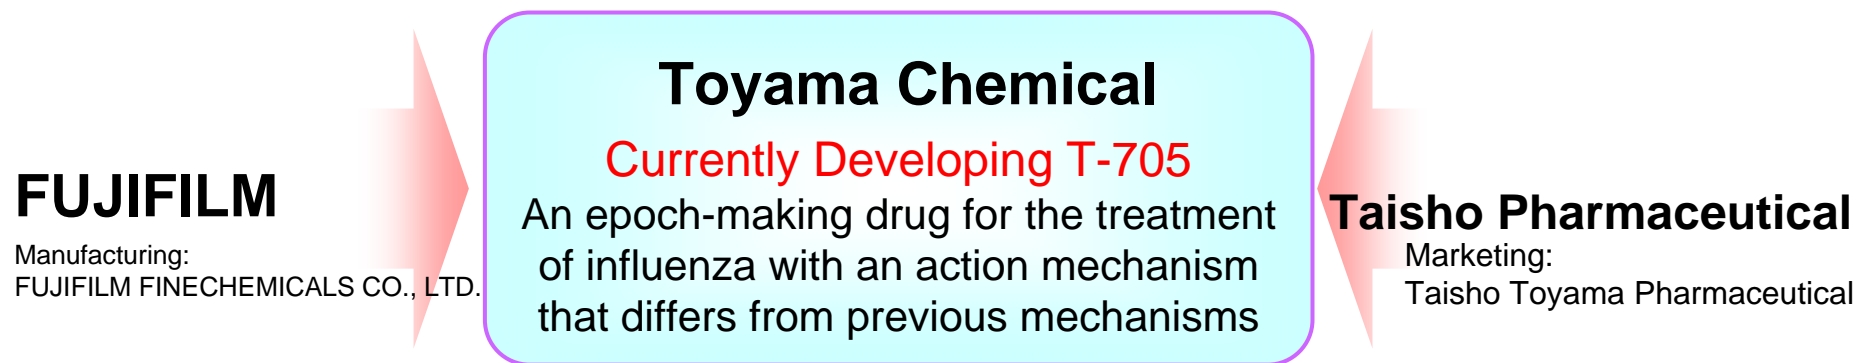 FUJIFILM
Manufacturing:
FUJIFILM FINECHEMICALS CO., LTD.
Toyama Chemical
Currently Developing T-705
An epoch-making drug for the treatment
of influenza with an action mechanism
that differs from previous mechanisms
Taisho Pharmaceutical
Marketing:
Taisho Toyama Pharmaceutical